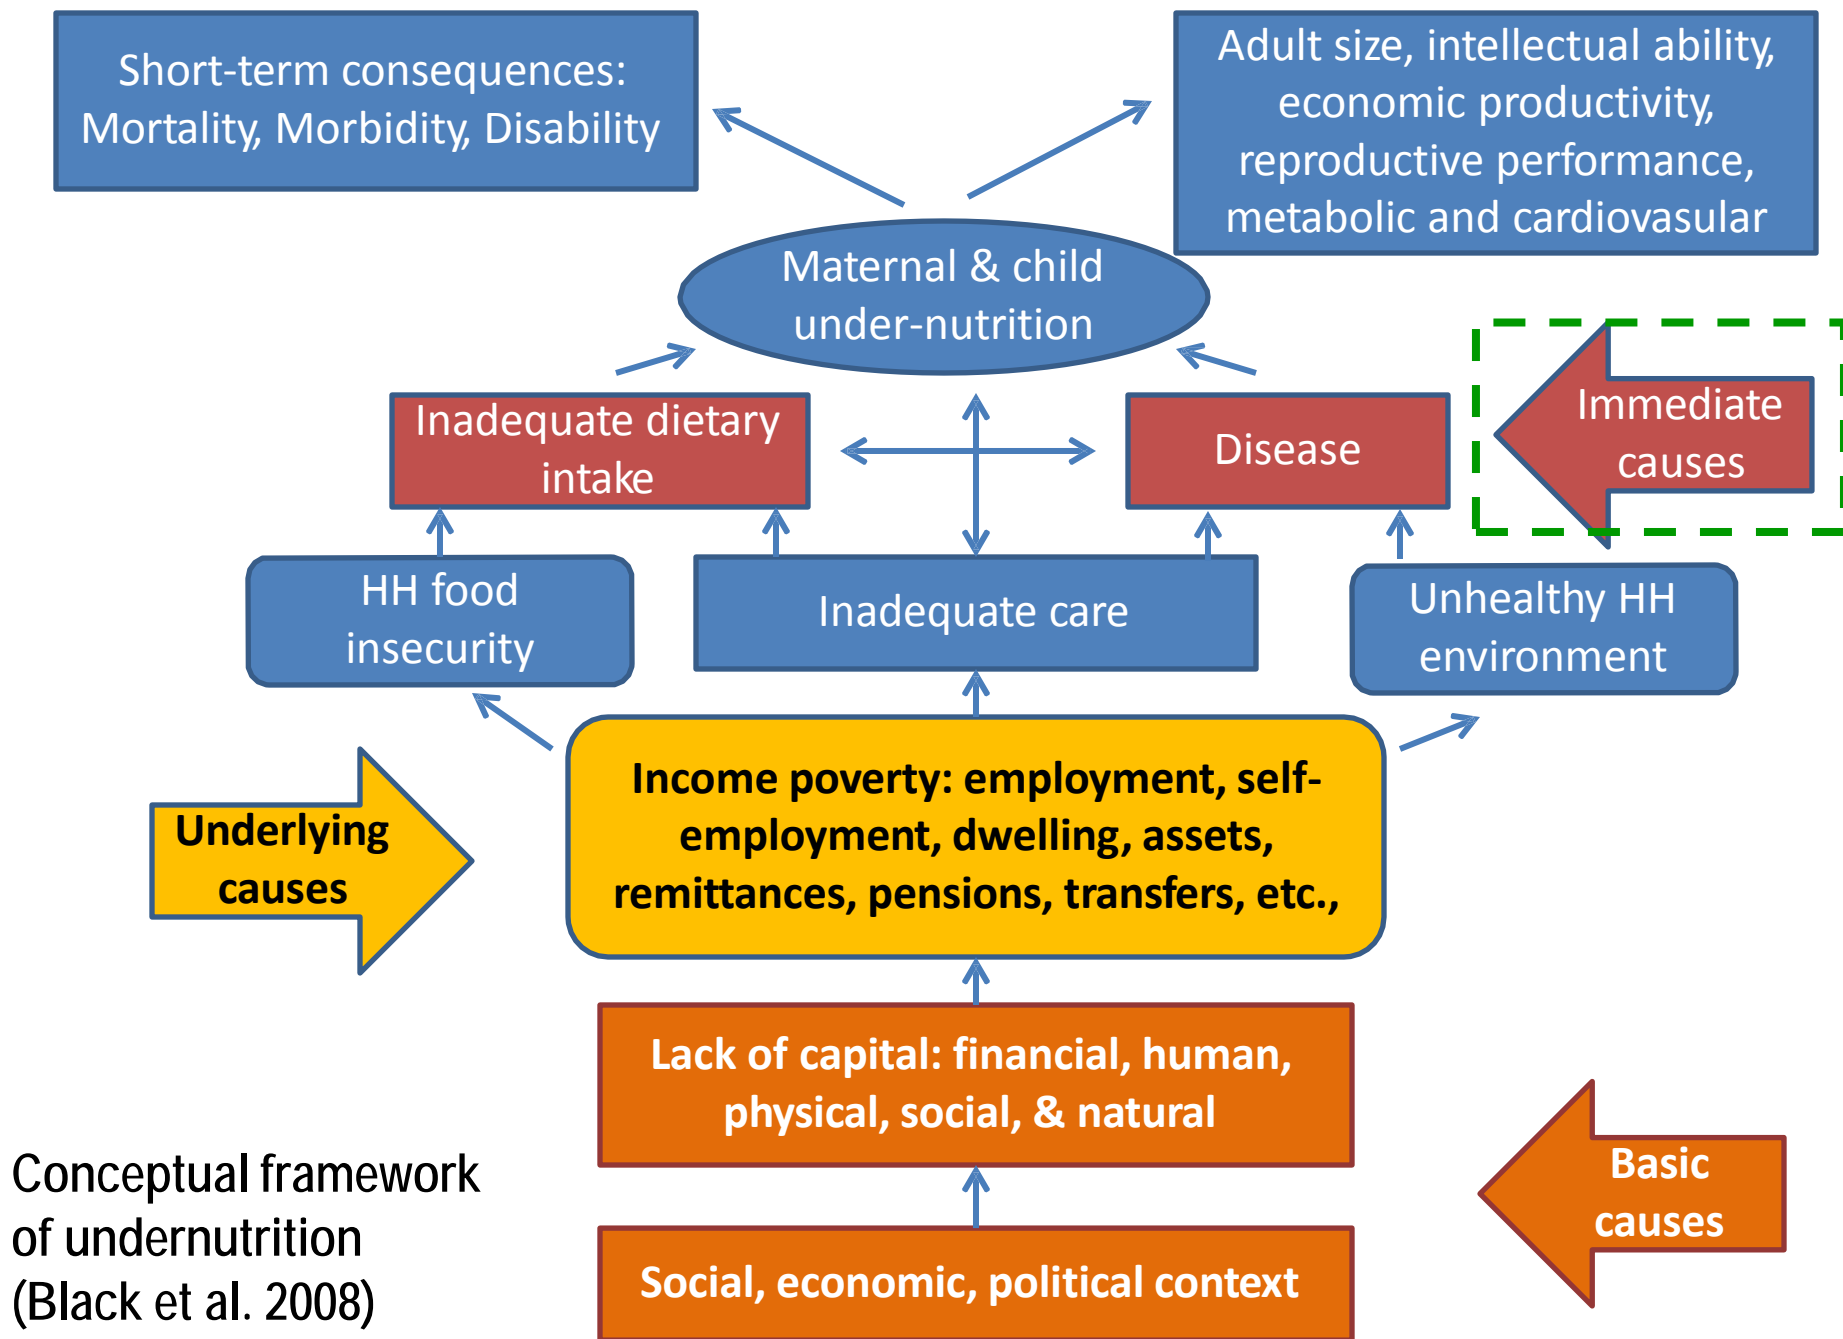 Short-term consequences:
Mortality, Morbidity, Disability
Adult size, intellectual ability,
economic productivity,
reproductive performance,
metabolic and cardiovasular
Maternal & child
under-nutrition
Inadequate dietary
intake
Disease
Immediate
causes
HH food
insecurity
Inadequate care
Unhealthy HH
environment
Underlying
causes
Income poverty: employment, self-
employment, dwelling, assets,
remittances, pensions, transfers, etc.,
Lack of capital: financial, human,
physical, social, & natural
Basic
causes
Social, economic, political context
Conceptual framework
of undernutrition
(Black et al. 2008)